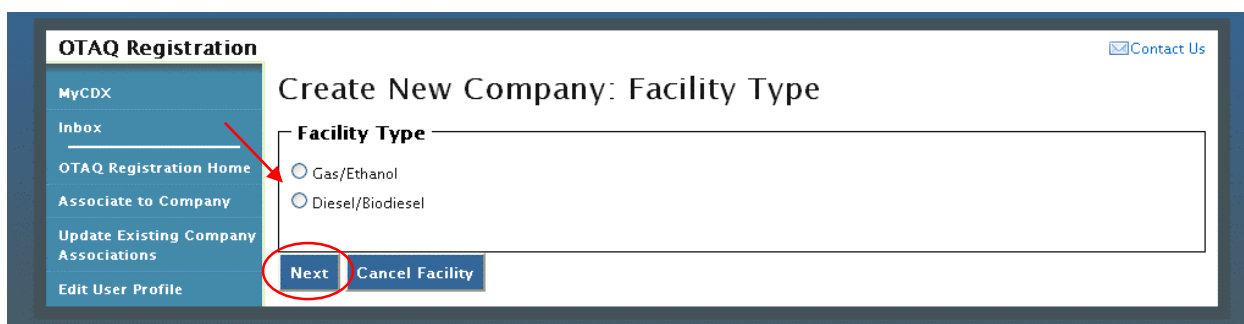 OTAQ Registration
Contact Us
MyCDX
Inbox
OTAQ Registration Home
Associate to Company
Update Existing Company
Associations
Edit User Profile
Create New Company: Facility Type
Facility Type
Gas/Ethanol
Diesel/Biodiesel
Next
Cancel Facility